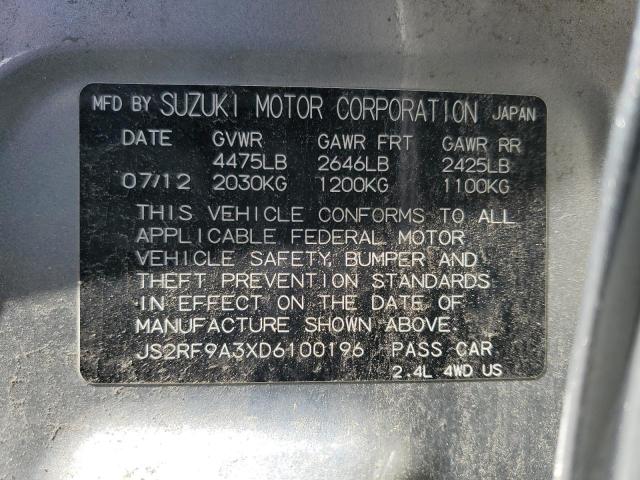 MFD BY SUZUKI MOTOR CORPORATION JAPAN
DATE GVWR GAWR FRT GAWR RR
4475LB 2646LB 2425LB
07/12 2030KG 1200KG 1100KG
THIS VEHICLE CONFORMS TO ALL
APPLICABLE FEDERAL MOTOR
VEHICLE SAFETY, BUMPER AND
THEFT PREVENTION STANDARDS
IN EFFECT ON THE DATE OF
MANUFACTURE SHOWN ABOVE.
JS2RF9A3XD6100196 PASS CAR
2.4L 4WD US